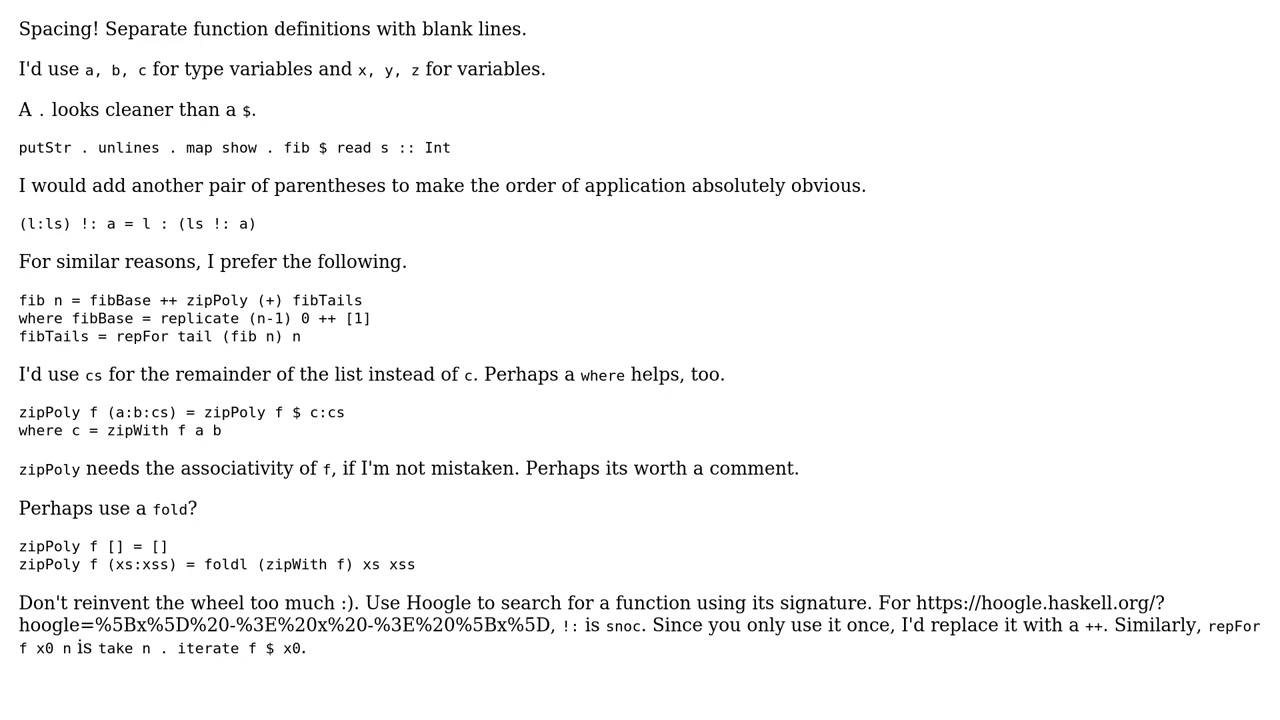 Spacing! Separate function definitions with blank lines.
I'd use a, b, c for type variables and x, y, z for variables.
A . looks cleaner than a $.
putStr . unlines . map show . fib $ read s :: Int
I would add another pair of parentheses to make the order of application absolutely obvious.
(l:ls) !: a = l : (ls !: a)
For similar reasons, I prefer the following.
fib n = fibBase ++ zipPoly (+) fibTails
where fibBase = replicate (n-1) 0 ++ [1]
fibTails = repFor tail (fib n) n
I'd use cs for the remainder of the list instead of c. Perhaps a where helps, too.
zipPoly f (a:b:cs) = zipPoly f $ c:cs
where c = zipWith f a b
zipPoly needs the associativity of f, if I'm not mistaken. Perhaps its worth a comment.
Perhaps use a fold?
zipPoly f [] = []
zipPoly f (xs:xss) = foldl (zipWith f) xs xss
Don't reinvent the wheel too much :). Use Hoogle to search for a function using its signature. For https://hoogle.haskell.org/?
hoogle=%5Bx%5D%20-%3E%20x%20-%3E%20%5Bx%5D, !: is snoc. Since you only use it once, I'd replace it with a ++. Similarly, repFor
f x0 n is take n . iterate f $ x0.